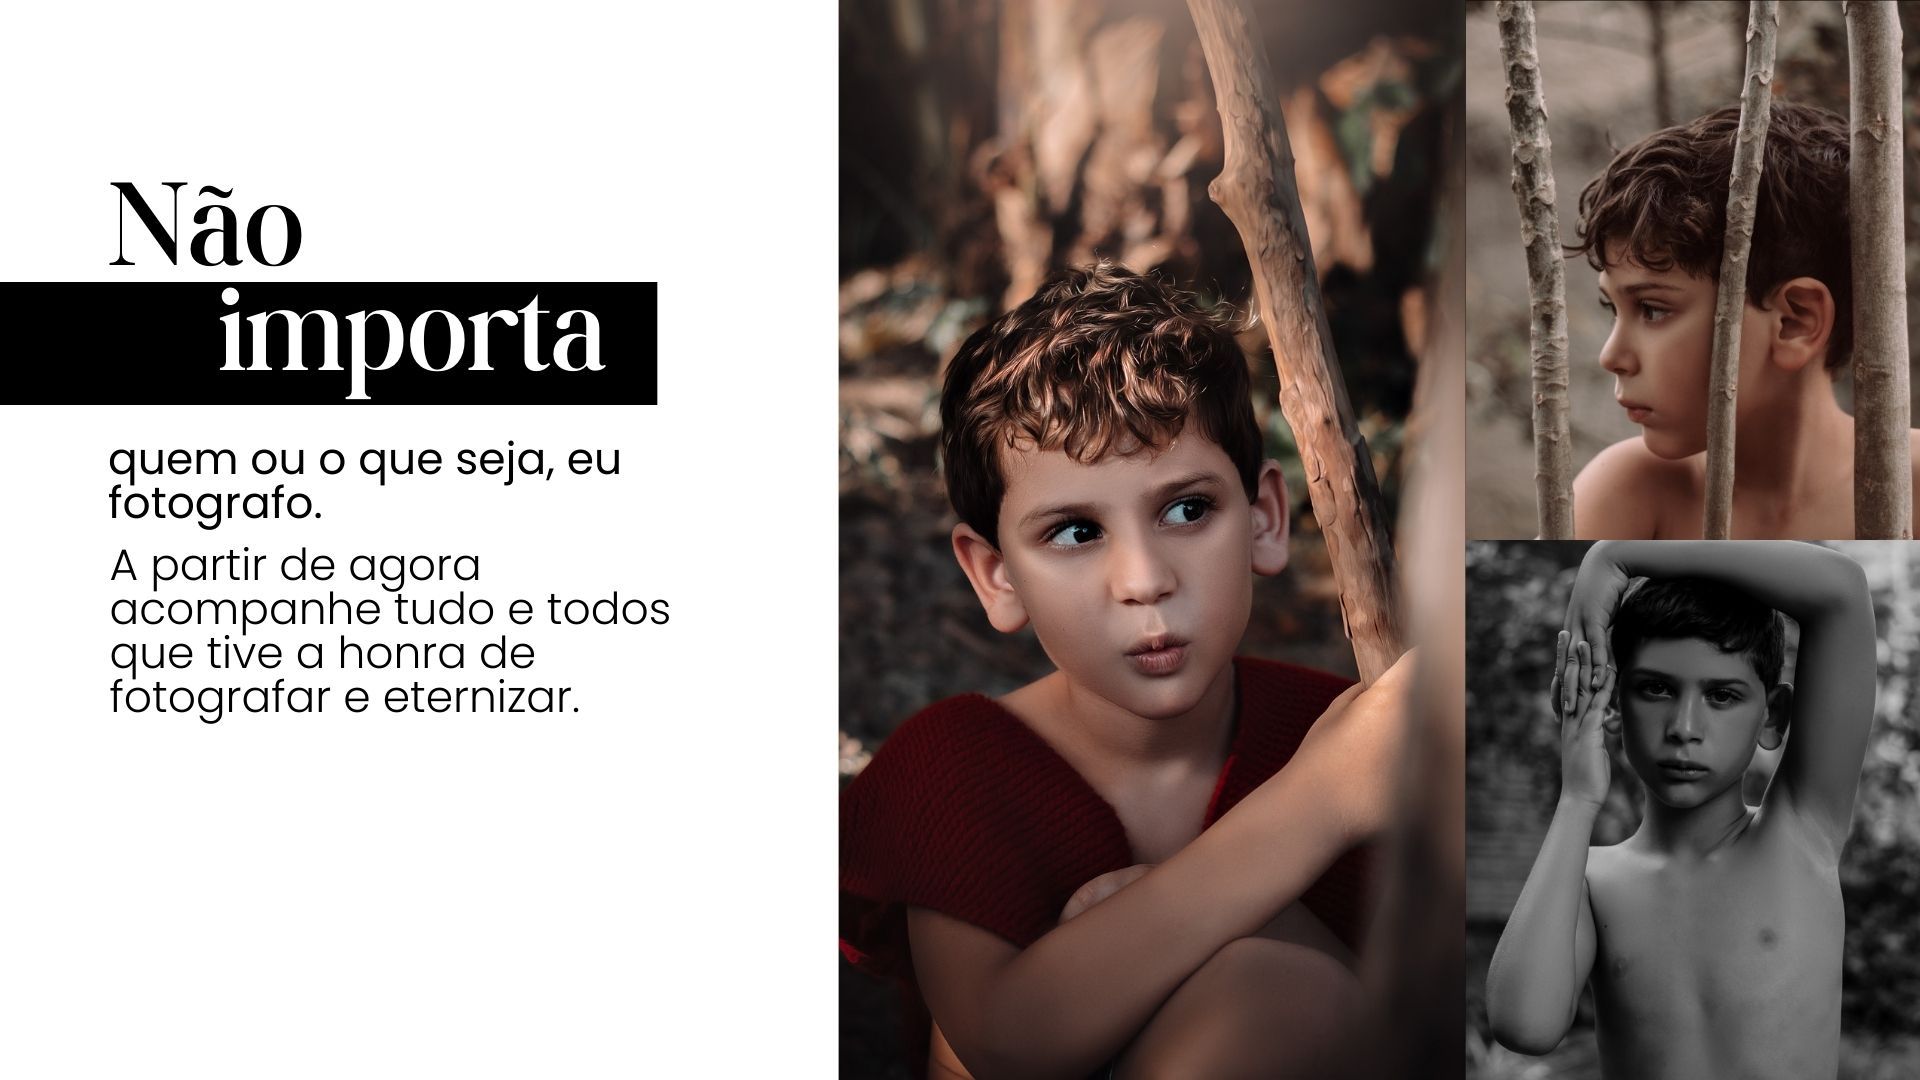 Não
importa
quem ou o que seja, eu
fotografo.
A partir de agora
acompanhe tudo e todos
que tive a honra de
fotografar e eternizar.